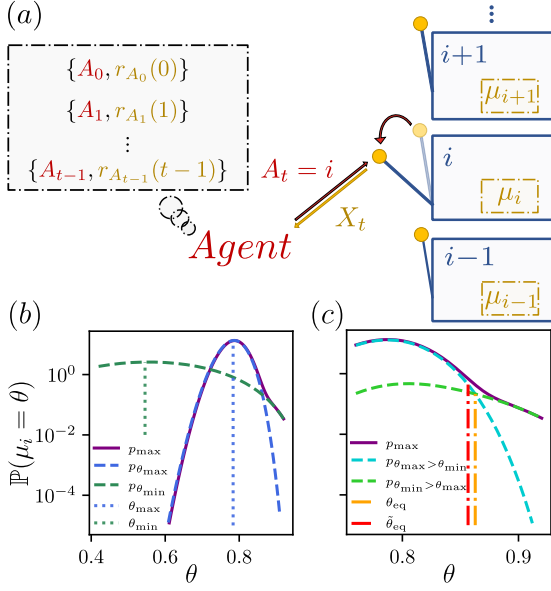 (a)
{A_0, r_{A_0}(0)}
{A_1, r_{A_1}(1)}
⋮
{A_{t−1}, r_{A_{t−1}}(t−1)}
Agent
A_t = i
X_t
⋮
i+1
μ_{i+1}
i
μ_i
i−1
μ_{i−1}
(b)
ℙ(μ_i = θ)
10^0
10^{−2}
10^{−4}
p_max
p_{θ_max}
p_{θ_min}
θ_max
θ_min
0.4
0.6
0.8
θ
(c)
p_max
p_{θ_max>θ_min}
p_{θ_min>θ_max}
θ_eq
θ̃_eq
0.8
0.9
θ